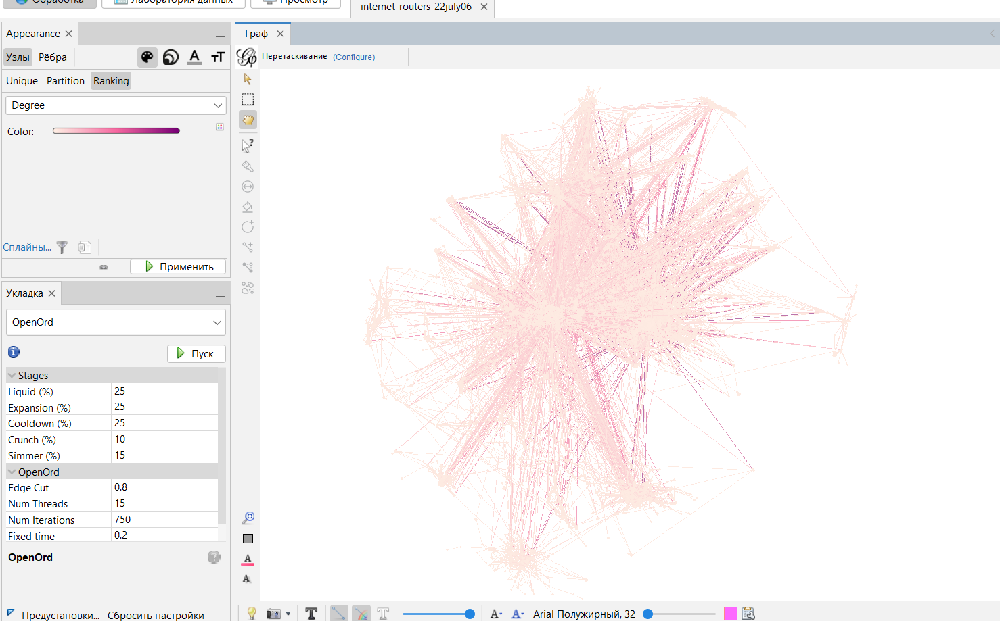 Обработка Лаборатория данных Просмотр
internet_routers-22july06
Appearance
Граф
Узлы Рёбра
A
тT
Перетаскивание (Configure)
Unique Partition Ranking
Degree
Color:
Сплайны...
Применить
Укладка
OpenOrd
Пуск
Stages
Liquid (%) 25
Expansion (%) 25
Cooldown (%) 25
Crunch (%) 10
Simmer (%) 15
OpenOrd
Edge Cut 0.8
Num Threads 15
Num Iterations 750
Fixed time 0.2
OpenOrd
?
A
A
Предустановки... Сбросить настройки
T
T
A
A
Arial Полужирный, 32